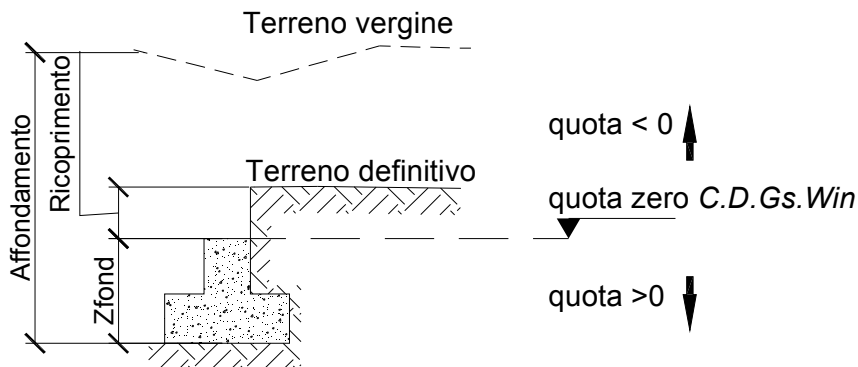 Terreno vergine
Affondamento
Ricoprimento
quota < 0
Terreno definitivo
quota zero C.D.Gs.Win
Zfond
quota >0